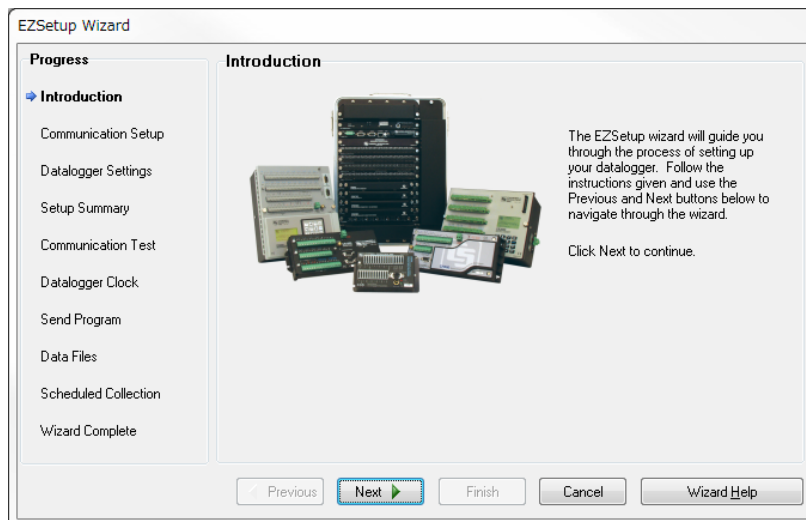 EZSetup Wizard
Progress
Introduction
Communication Setup
Datalogger Settings
Setup Summary
Communication Test
Datalogger Clock
Send Program
Data Files
Scheduled Collection
Wizard Complete
Introduction
The EZSetup wizard will guide you
through the process of setting up
your datalogger. Follow the
instructions given and use the
Previous and Next buttons below to
navigate through the wizard.
Click Next to continue.
Previous
Next
Finish
Cancel
Wizard Help